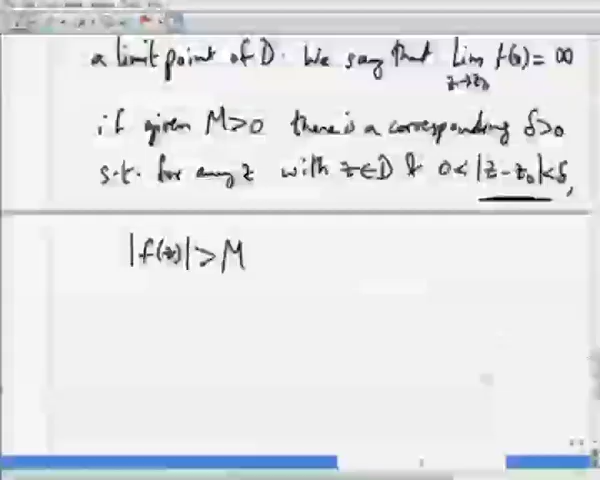 a limit point of D. We say that lim f(z) = ∞
z→z₀
if given M>0 there is a corresponding δ>0
s.t. for any z with z∈D & 0<|z-z₀|<δ,
|f(z)|>M